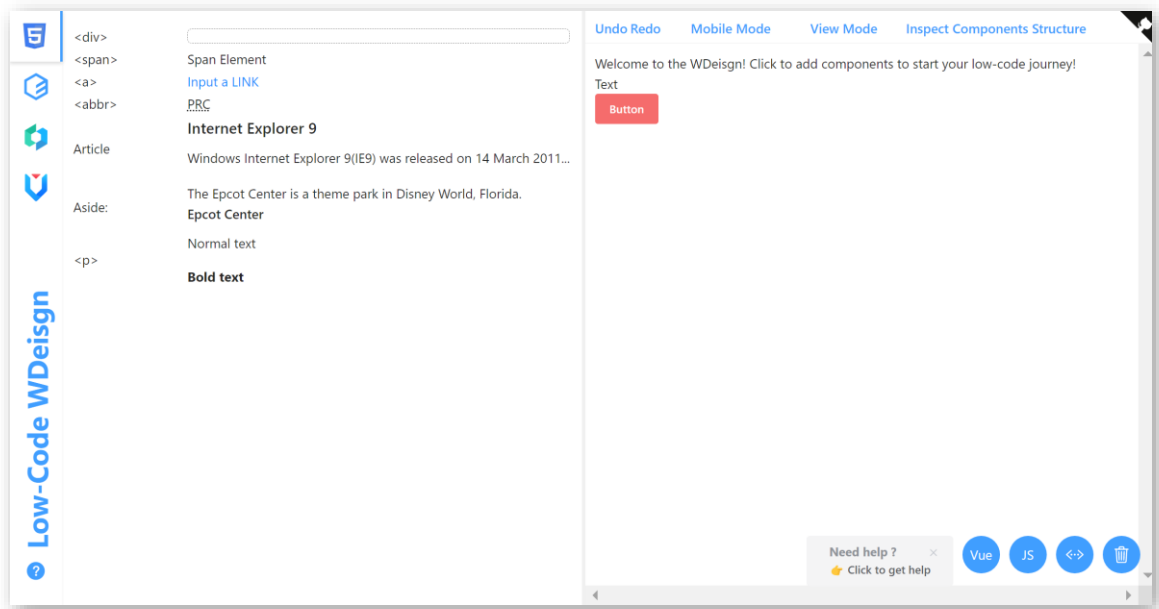 <div>
<span>
Span Element
<a>
Input a LINK
<abbr>
PRC
Article
Internet Explorer 9
Windows Internet Explorer 9(IE9) was released on 14 March 2011...
Aside:
The Epcot Center is a theme park in Disney World, Florida.
Epcot Center
<p>
Normal text
Bold text
Low-Code WDeisgn
?
Undo Redo Mobile Mode View Mode Inspect Components Structure
Welcome to the WDeisgn! Click to add components to start your low-code journey!
Text
Button
Need help ? ×
👉 Click to get help
Vue JS